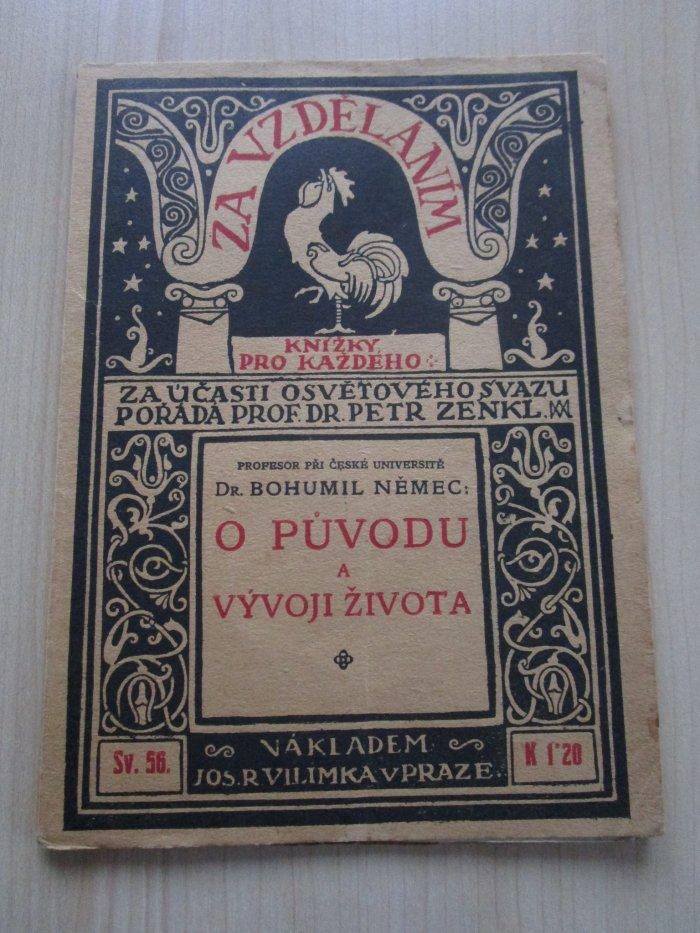 ZA VZDĚLANÍM
KNÍŽKY
PRO KAŽDÉHO
ZA ÚČASTI OSVĚTOVÉHO SVAZU
POŘÁDÁ PROF. DR. PETR ZENKL.
PROFESOR PŘI ČESKÉ UNIVERSITĚ
DR. BOHUMIL NĚMEC:
O PŮVODU
A
VÝVOJI ŽIVOTA
NÁKLADEM
JOS. R. VILÍMKA V PRAZE.
Sv. 56.
K 1·20